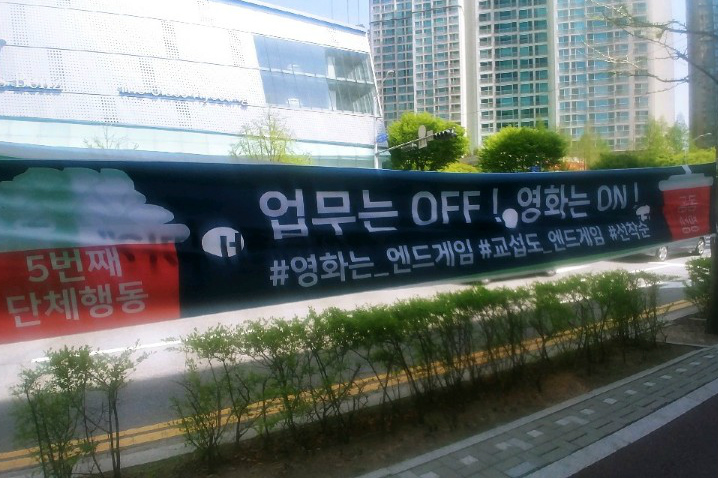 5번째
단체행동
업무는 OFF! 영화는 ON!
#영화는_엔드게임 #교섭도_엔드게임 #선착순